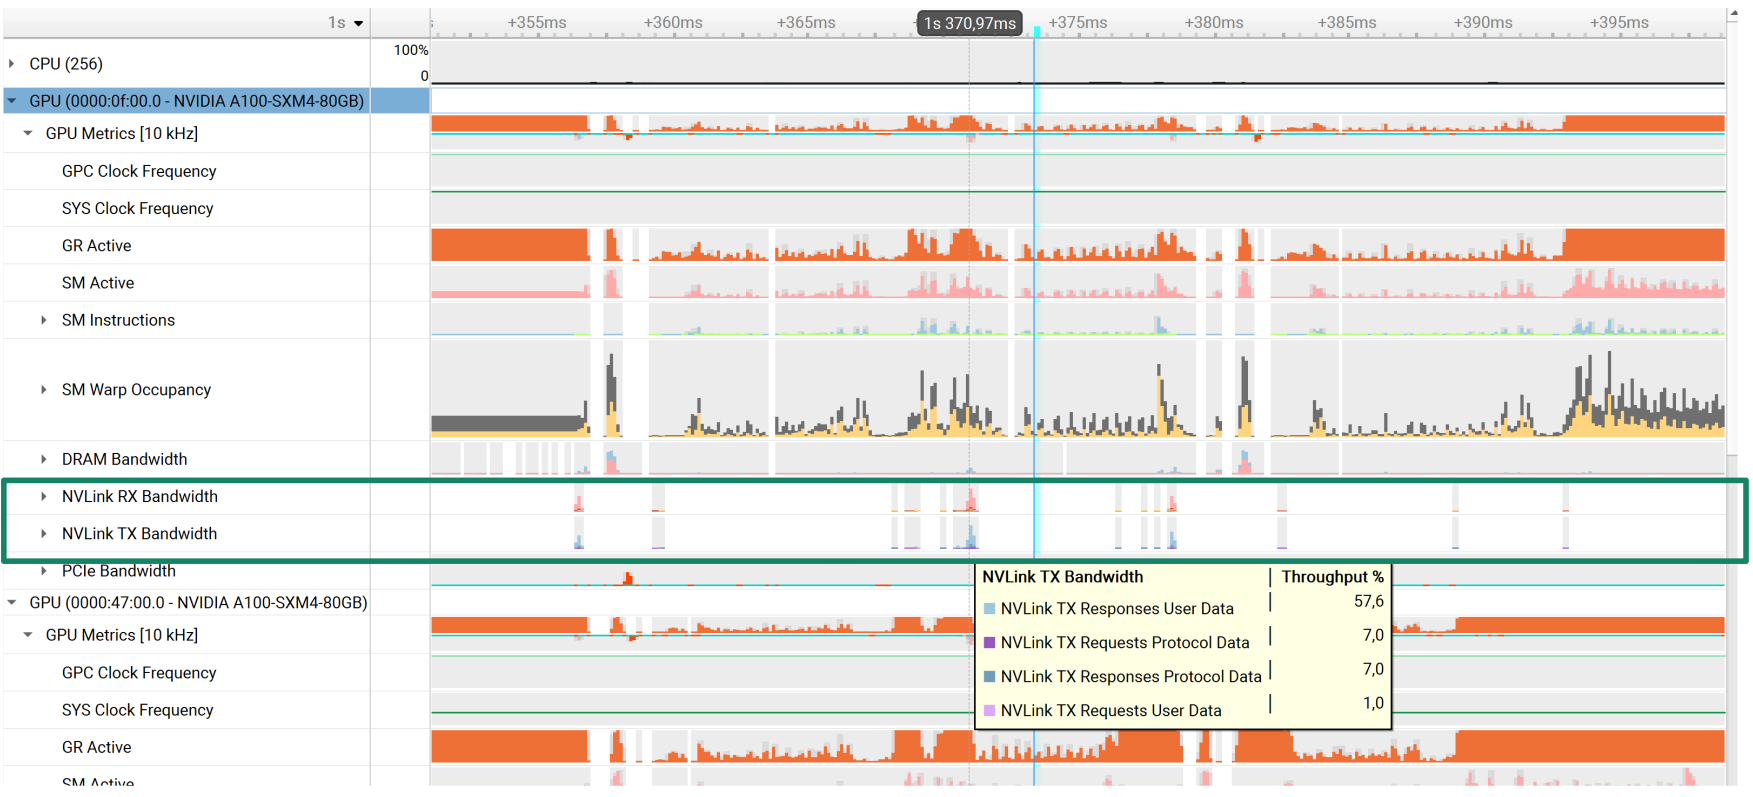 1s +355ms +360ms +365ms 1s 370,97ms +375ms +380ms +385ms +390ms +395ms
100%
CPU (256)
0
GPU (0000:0f:00.0 - NVIDIA A100-SXM4-80GB)
GPU Metrics [10 kHz]
GPC Clock Frequency
SYS Clock Frequency
GR Active
SM Active
SM Instructions
SM Warp Occupancy
DRAM Bandwidth
NVLink RX Bandwidth
NVLink TX Bandwidth
PCIe Bandwidth
NVLink TX Bandwidth Throughput %
NVLink TX Responses User Data 57,6
NVLink TX Requests Protocol Data 7,0
NVLink TX Responses Protocol Data 7,0
NVLink TX Requests User Data 1,0
GPU (0000:47:00.0 - NVIDIA A100-SXM4-80GB)
GPU Metrics [10 kHz]
GPC Clock Frequency
SYS Clock Frequency
GR Active
SM Active